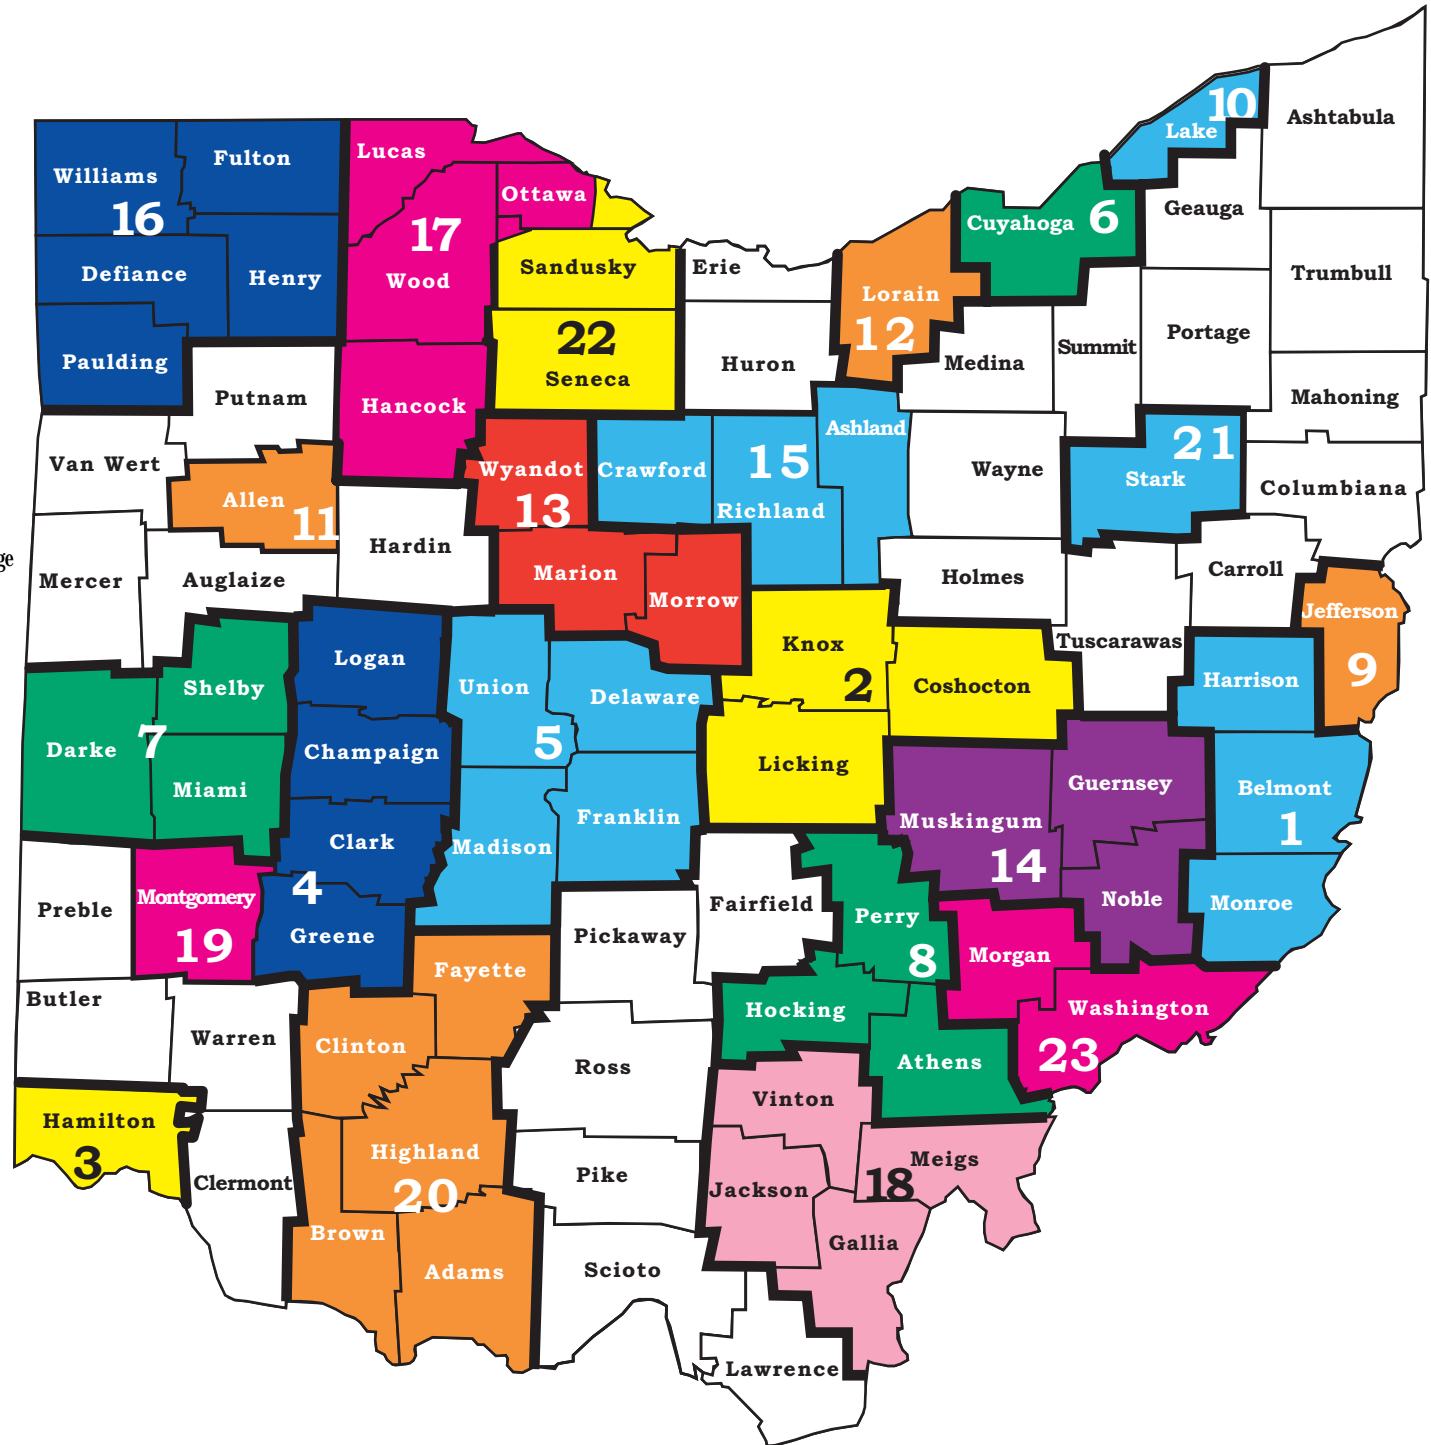 10
Ashtabula
Lake
Lucas
Fulton
Williams
16
Ottawa
Geauga
Cuyahoga 6
17
Defiance
Henry
Wood
Sandusky
Erie
Lorain
12
Trumbull
Portage
Summit
22
Seneca
Paulding
Huron
Medina
Putnam
Hancock
Mahoning
Ashland
21
Van Wert
Wyandot
13
Crawford
15
Richland
Wayne
Stark
Columbiana
Allen
11
ge
Hardin
Mercer
Auglaize
Marion
Morrow
Holmes
Carroll
Jefferson
9
Logan
Knox
2
Tuscarawas
Harrison
Shelby
Union
Delaware
Coshocton
Darke
7
Champaign
5
Licking
Guernsey
Belmont
1
Miami
Clark
Madison
Franklin
Muskingum
14
4
Montgomery
19
Preble
Greene
Fairfield
Perry
8
Noble
Monroe
Pickaway
Fayette
Morgan
Butler
Hocking
Washington
23
Warren
Clinton
Ross
Athens
Vinton
Hamilton
3
Highland
20
Meigs
18
Clermont
Pike
Jackson
Brown
Gallia
Adams
Scioto
Lawrence